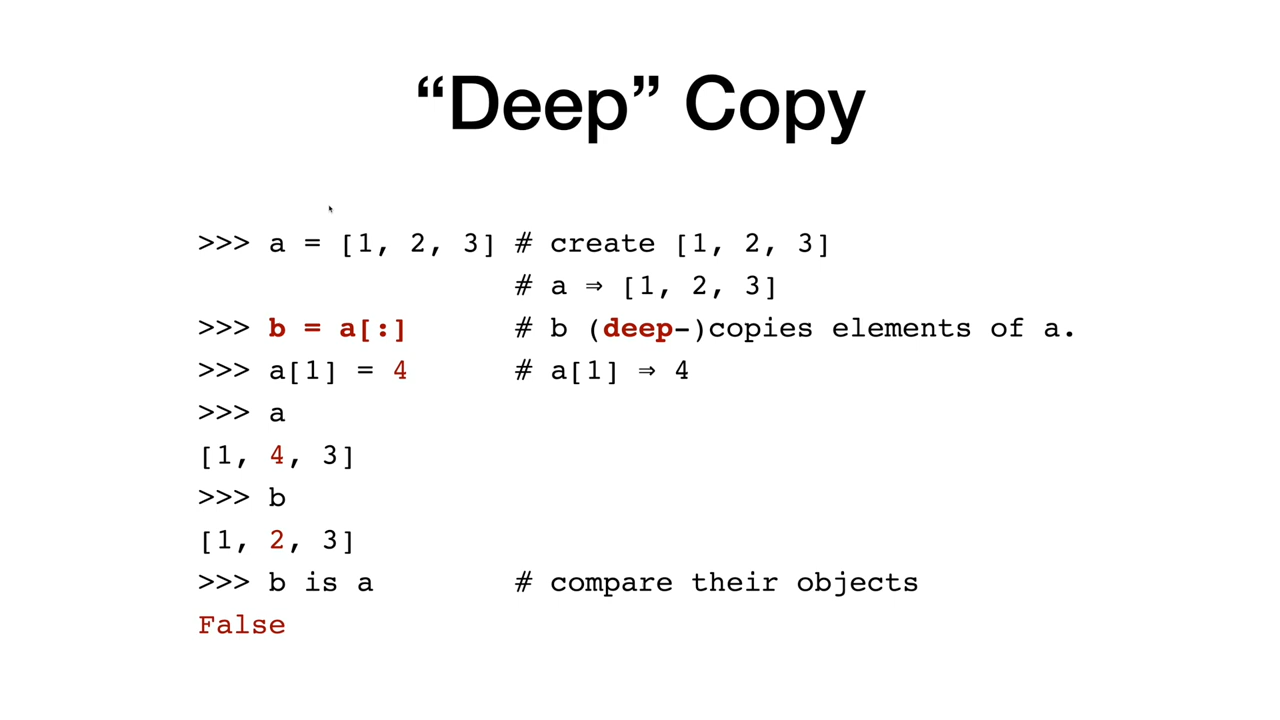 “Deep” Copy
>>> a = [1, 2, 3] # create [1, 2, 3]
# a ⇒ [1, 2, 3]
>>> b = a[:] # b (deep-)copies elements of a.
>>> a[1] = 4 # a[1] ⇒ 4
>>> a
[1, 4, 3]
>>> b
[1, 2, 3]
>>> b is a # compare their objects
False